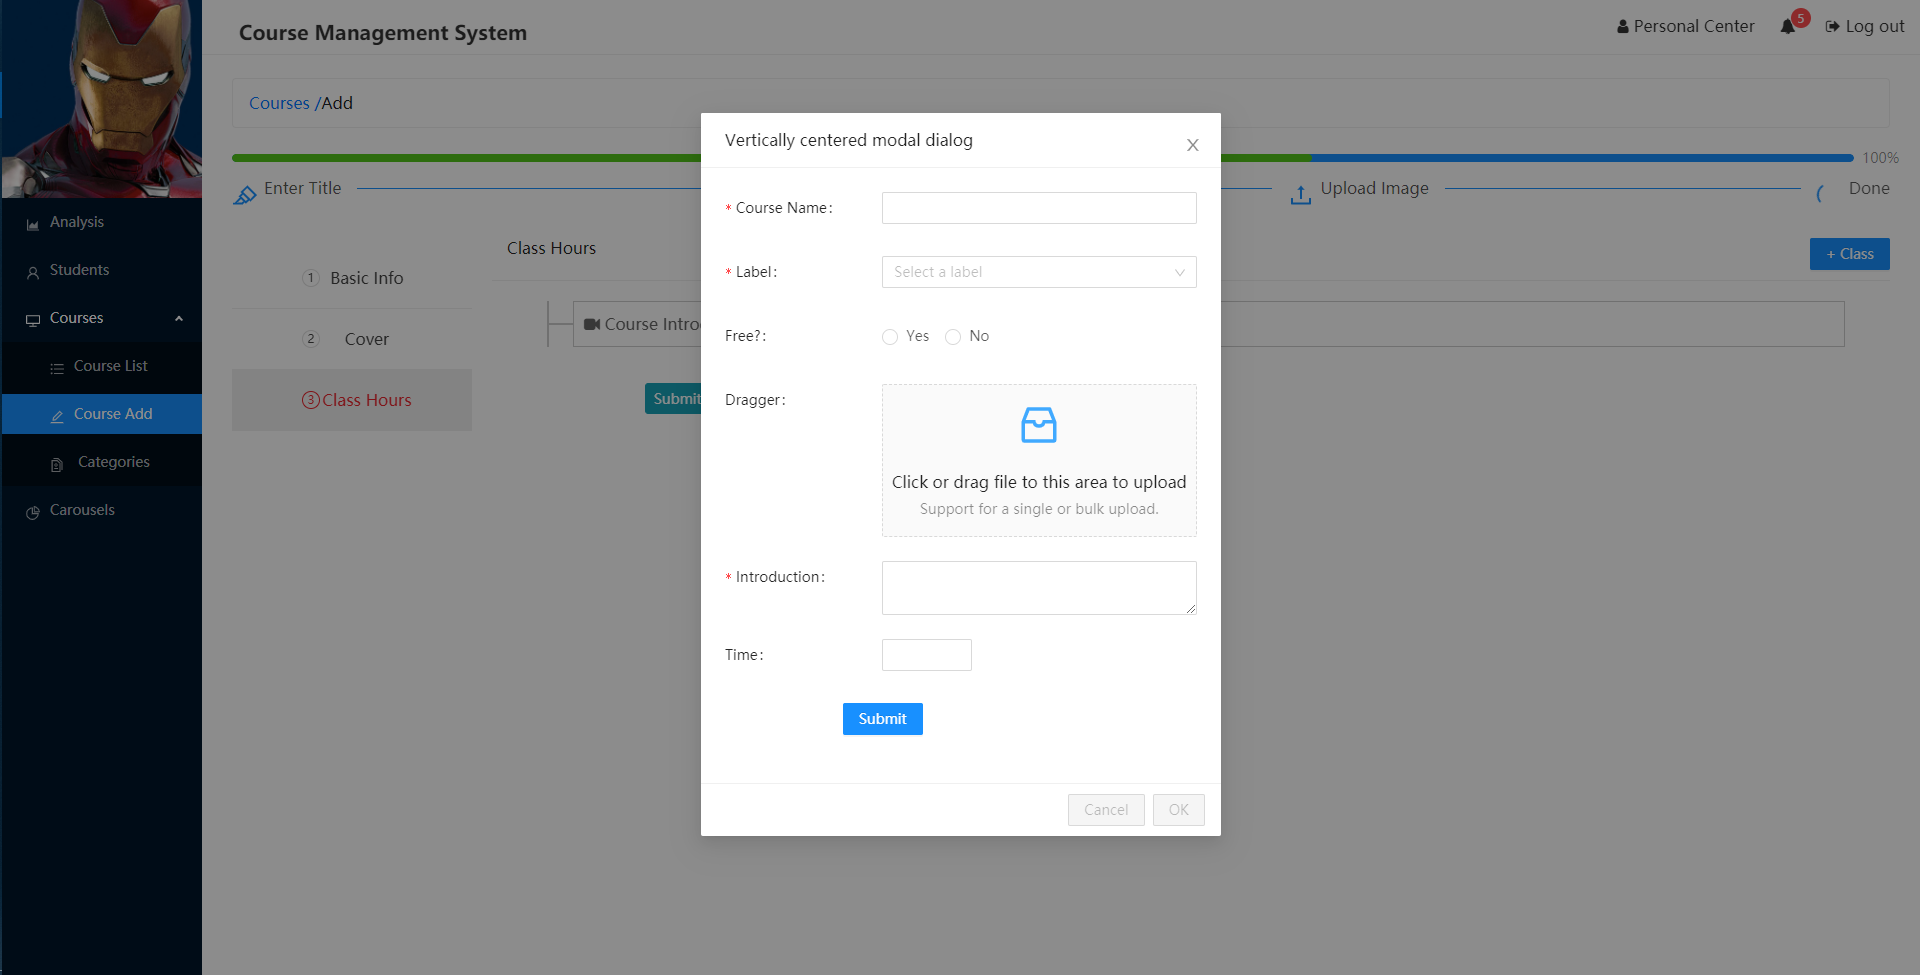 Course Management System
Personal Center
5
Log out
Courses /Add
Vertically centered modal dialog
100%
Enter Title
Upload Image
Done
Analysis
Students
Courses
Course List
Course Add
Categories
Carousels
1 Basic Info
2 Cover
3 Class Hours
Class Hours
+ Class
Course Intro
Submit
* Course Name:
* Label:
Select a label
Free?:
Yes
No
Dragger:
Click or drag file to this area to upload
Support for a single or bulk upload.
* Introduction:
Time:
Submit
Cancel
OK